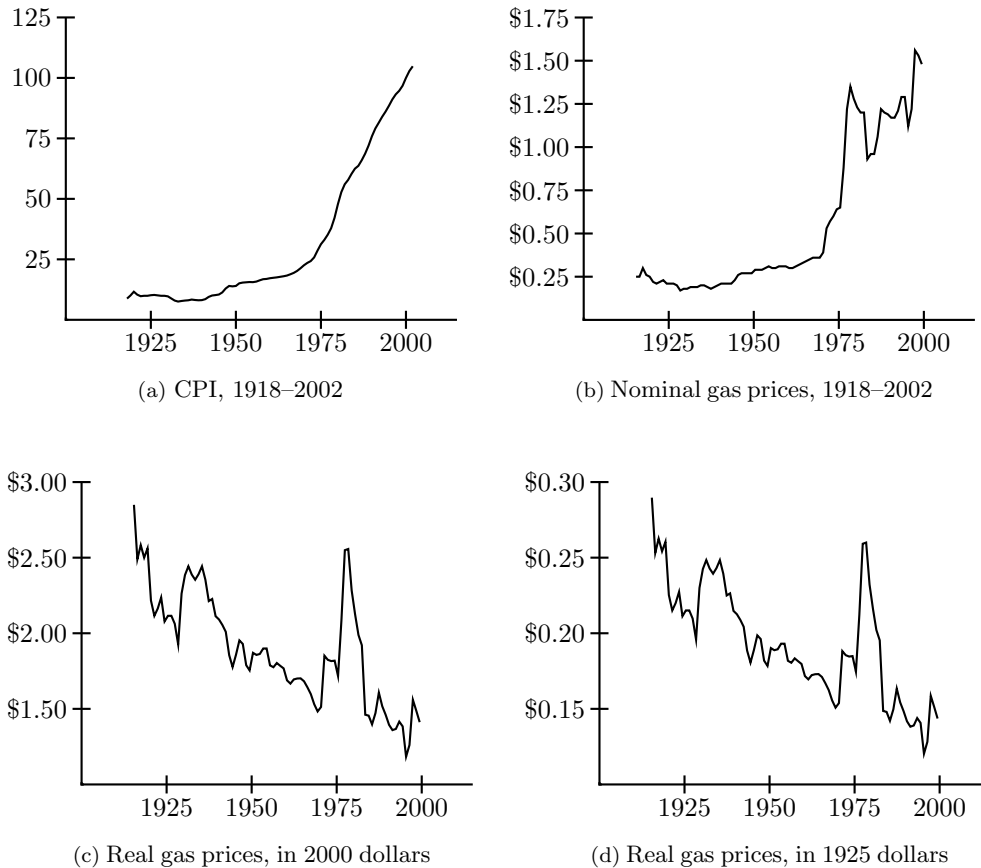 125
100
75
50
25
1925 1950 1975 2000
(a) CPI, 1918–2002
$1.75
$1.50
$1.25
$1.00
$0.75
$0.50
$0.25
1925 1950 1975 2000
(b) Nominal gas prices, 1918–2002
$3.00
$2.50
$2.00
$1.50
1925 1950 1975 2000
(c) Real gas prices, in 2000 dollars
$0.30
$0.25
$0.20
$0.15
1925 1950 1975 2000
(d) Real gas prices, in 1925 dollars